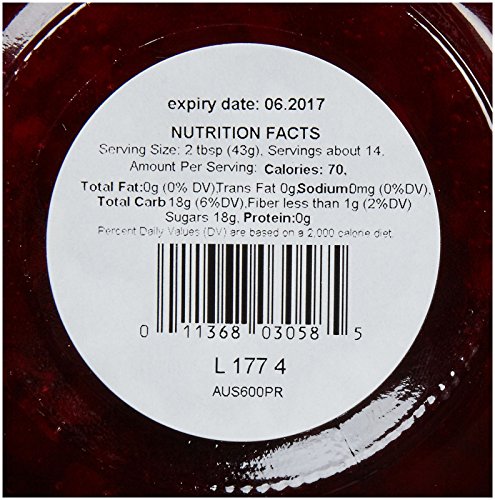 expiry date: 06.2017
NUTRITION FACTS
Serving Size: 2 tbsp (43g), Servings about 14,
Amount Per Serving: Calories: 70,
Total Fat:0g (0% DV),Trans Fat 0g,Sodium0mg (0%DV),
Total Carb 18g (6%DV),Fiber less than 1g (2%DV)
Sugars 18g, Protein:0g
Percent Daily Values (DV) are based on a 2,000 calorie diet.
0 11368 03058 5
L 177 4
AUS600PR